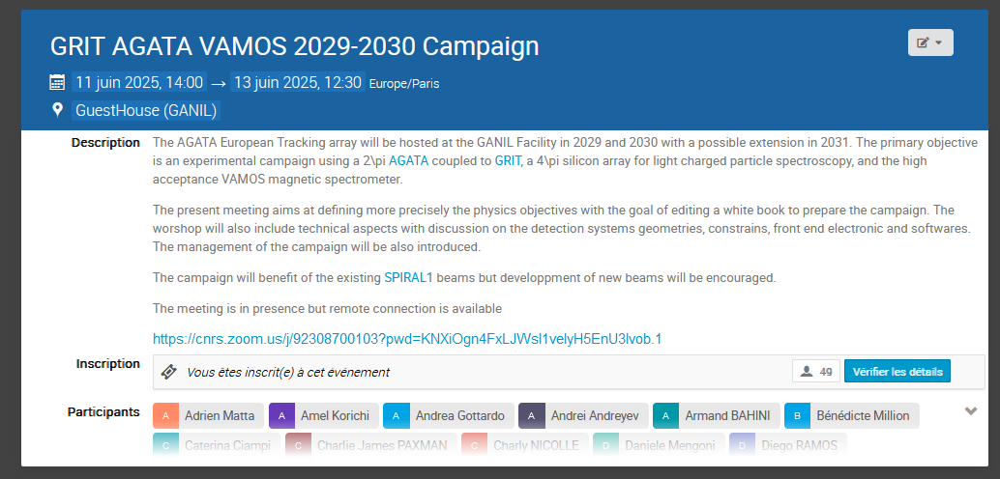 GRIT AGATA VAMOS 2029-2030 Campaign
11 juin 2025, 14:00 → 13 juin 2025, 12:30 Europe/Paris
GuestHouse (GANIL)
Description The AGATA European Tracking array will be hosted at the GANIL Facility in 2029 and 2030 with a possible extension in 2031. The primary objective
is an experimental campaign using a 2\pi AGATA coupled to GRIT, a 4\pi silicon array for light charged particle spectroscopy, and the high
acceptance VAMOS magnetic spectrometer.
The present meeting aims at defining more precisely the physics objectives with the goal of editing a white book to prepare the campaign. The
worshop will also include technical aspects with discussion on the detection systems geometries, constrains, front end electronic and softwares.
The management of the campaign will be also introduced.
The campaign will benefit of the existing SPIRAL1 beams but developpment of new beams will be encouraged.
The meeting is in presence but remote connection is available
https://cnrs.zoom.us/j/92308700103?pwd=KNXiOgn4FxLJWsI1velyH5EnU3lvob.1
Inscription Vous êtes inscrit(e) à cet événement 49 Vérifier les détails
Participants A Adrien Matta A Amel Korichi A Andrea Gottardo A Andrei Andreyev A Armand BAHINI B Bénédicte Million
C Caterina Ciampi C Charlie James PAXMAN C Charly NICOLLE D Daniele Mengoni D Diego RAMOS